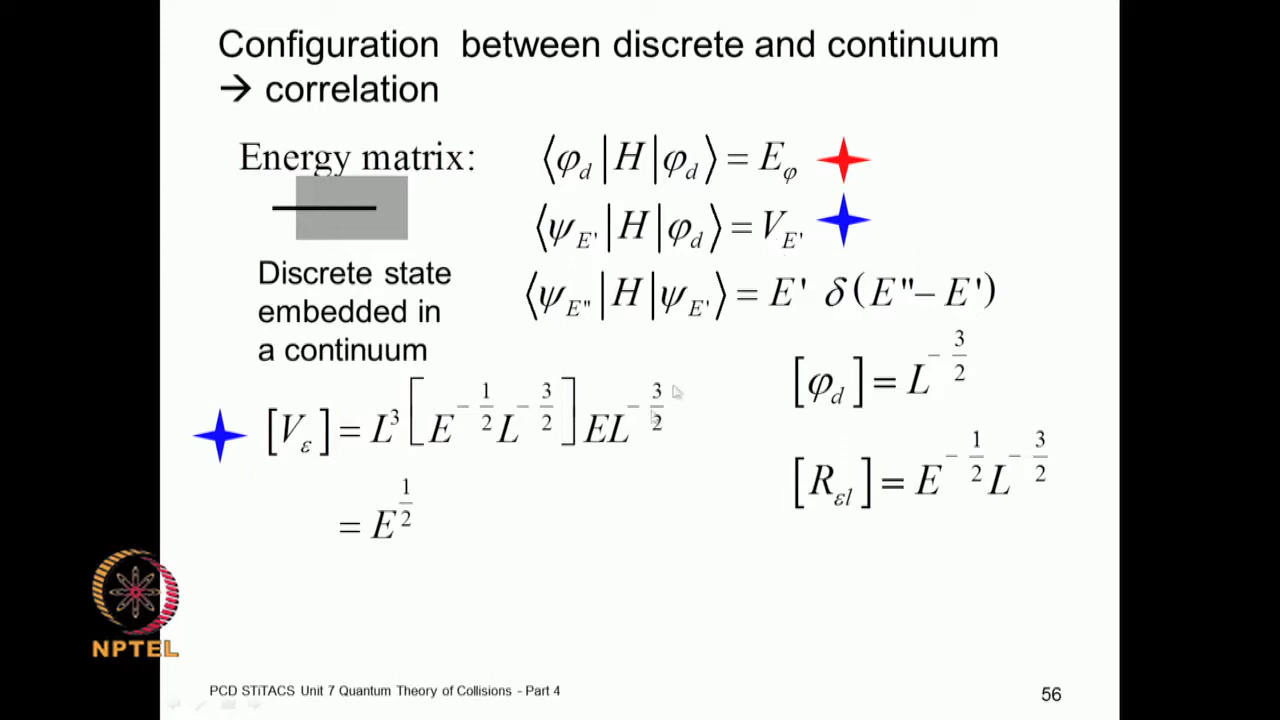 Configuration between discrete and continuum
→ correlation
Energy matrix: ⟨φ_d|H|φ_d⟩ = E_φ
⟨ψ_E'|H|φ_d⟩ = V_E'
⟨ψ_E"|H|ψ_E'⟩ = E' δ(E"– E')
Discrete state
embedded in
a continuum
[φ_d] = L^(-3/2)
[V_ε] = L^3 [E^(-1/2) L^(-3/2)] EL^(-3/2)
[R_εl] = E^(-1/2) L^(-3/2)
= E^(1/2)
NPTEL
PCD STiTACS Unit 7 Quantum Theory of Collisions - Part 4
56